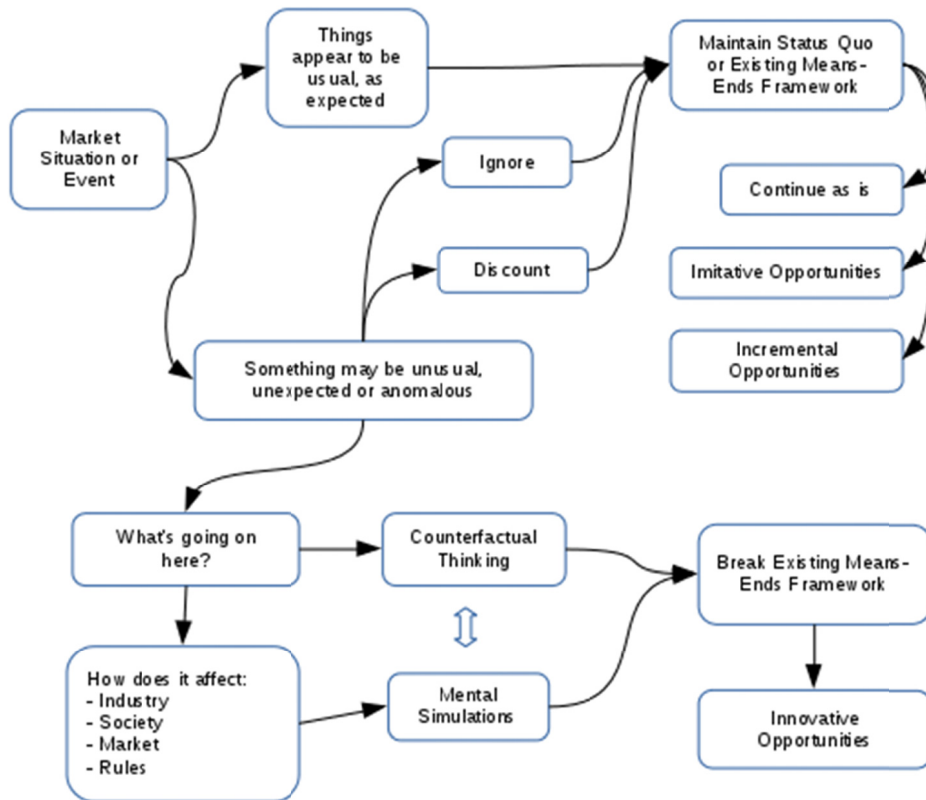 Things
appear to be
usual, as
expected
Maintain Status Quo
or Existing Means-
Ends Framework
Market
Situation or
Event
Ignore
Continue as is
Discount
Imitative Opportunities
Incremental
Opportunities
Something may be unusual,
unexpected or anomalous
What's going on
here?
Counterfactual
Thinking
Break Existing Means-
Ends Framework
How does it affect:
- Industry
- Society
- Market
- Rules
Mental
Simulations
Innovative
Opportunities